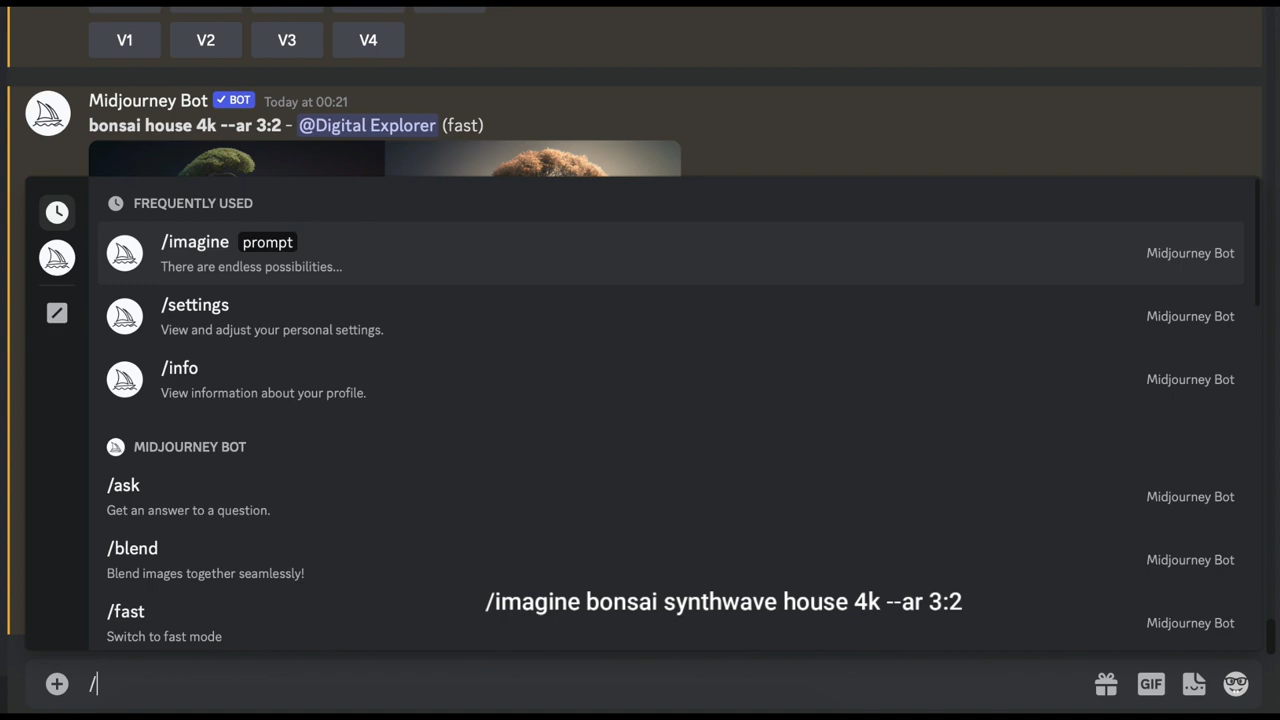 V1 V2 V3 V4
Midjourney Bot BOT Today at 00:21
bonsai house 4k --ar 3:2 - @Digital Explorer (fast)
FREQUENTLY USED
/imagine prompt
There are endless possibilities...
Midjourney Bot
/settings
View and adjust your personal settings.
Midjourney Bot
/info
View information about your profile.
Midjourney Bot
MIDJOURNEY BOT
/ask
Get an answer to a question.
Midjourney Bot
/blend
Blend images together seamlessly!
Midjourney Bot
/fast
Switch to fast mode
Midjourney Bot
/imagine bonsai synthwave house 4k --ar 3:2
/
GIF